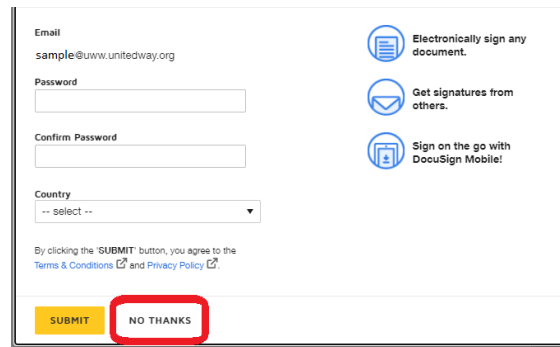 Email
sample@uww.unitedway.org
Password
Confirm Password
Country
-- select --
By clicking the 'SUBMIT' button, you agree to the
Terms & Conditions and Privacy Policy.
SUBMIT
NO THANKS
Electronically sign any
document.
Get signatures from
others.
Sign on the go with
DocuSign Mobile!